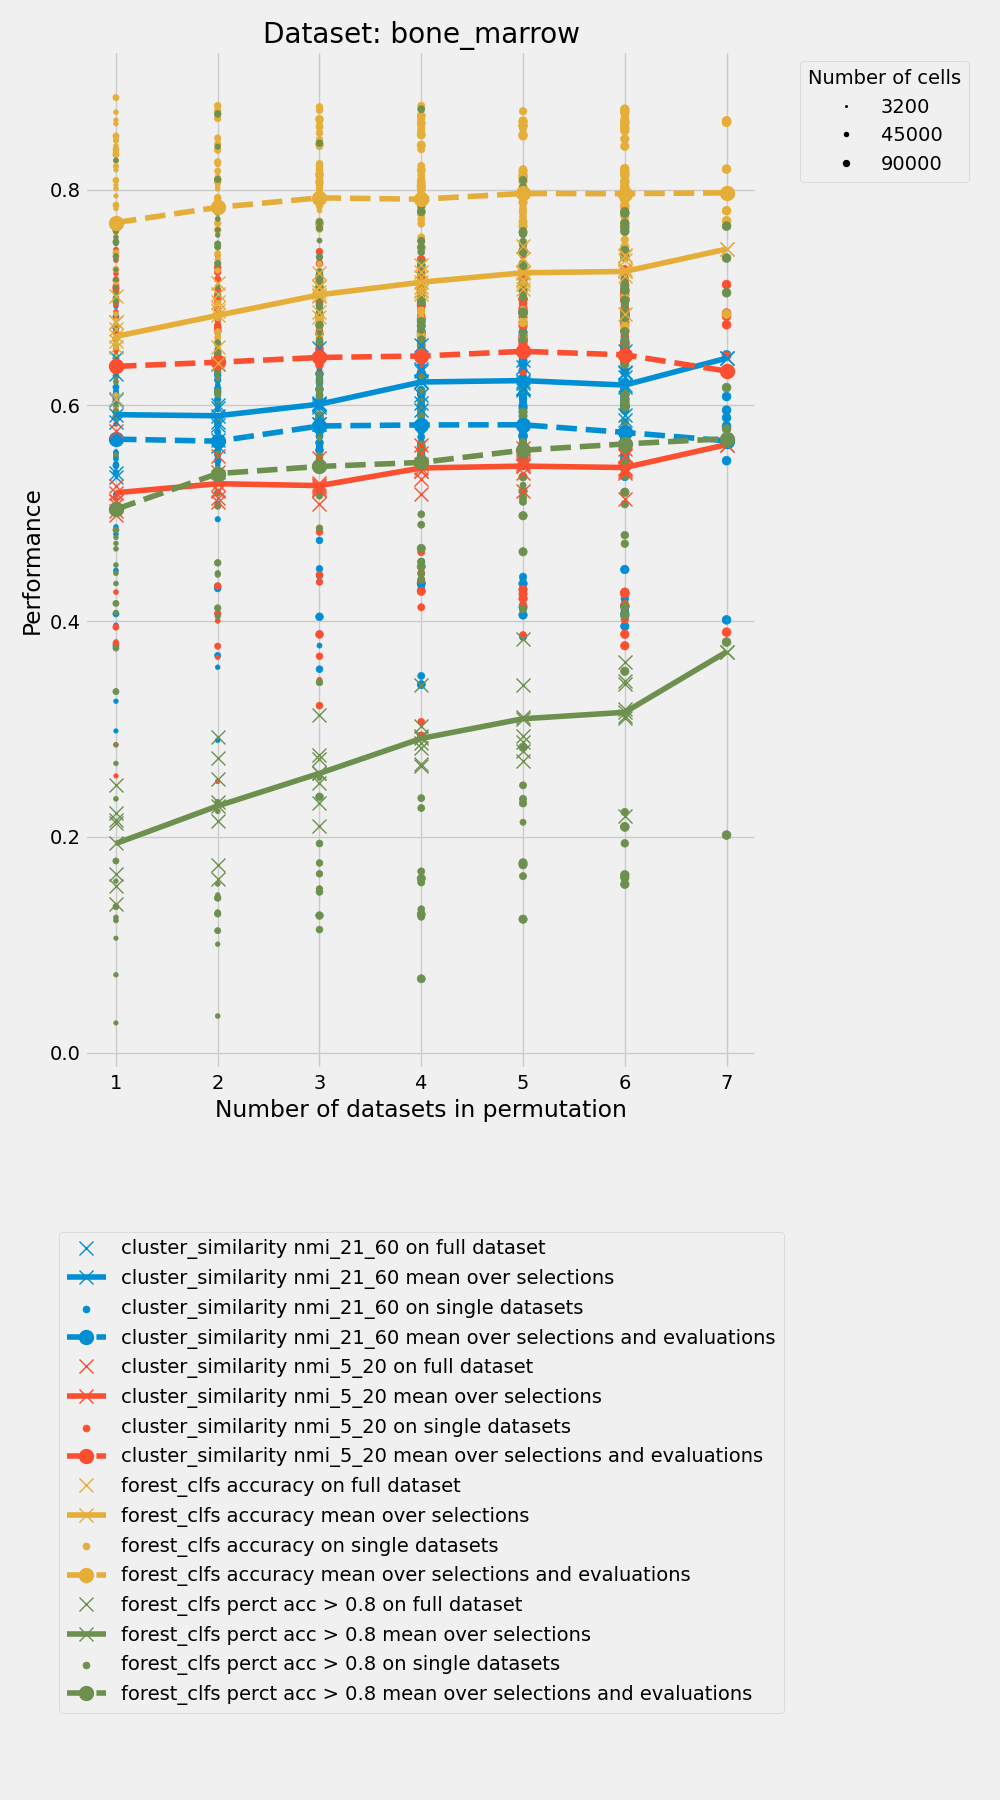 Dataset: bone_marrow
Number of cells
3200
45000
90000
0.8
0.6
0.4
0.2
0.0
Performance
1 2 3 4 5 6 7
Number of datasets in permutation
cluster_similarity nmi_21_60 on full dataset
cluster_similarity nmi_21_60 mean over selections
cluster_similarity nmi_21_60 on single datasets
cluster_similarity nmi_21_60 mean over selections and evaluations
cluster_similarity nmi_5_20 on full dataset
cluster_similarity nmi_5_20 mean over selections
cluster_similarity nmi_5_20 on single datasets
cluster_similarity nmi_5_20 mean over selections and evaluations
forest_clfs accuracy on full dataset
forest_clfs accuracy mean over selections
forest_clfs accuracy on single datasets
forest_clfs accuracy mean over selections and evaluations
forest_clfs perct acc > 0.8 on full dataset
forest_clfs perct acc > 0.8 mean over selections
forest_clfs perct acc > 0.8 on single datasets
forest_clfs perct acc > 0.8 mean over selections and evaluations